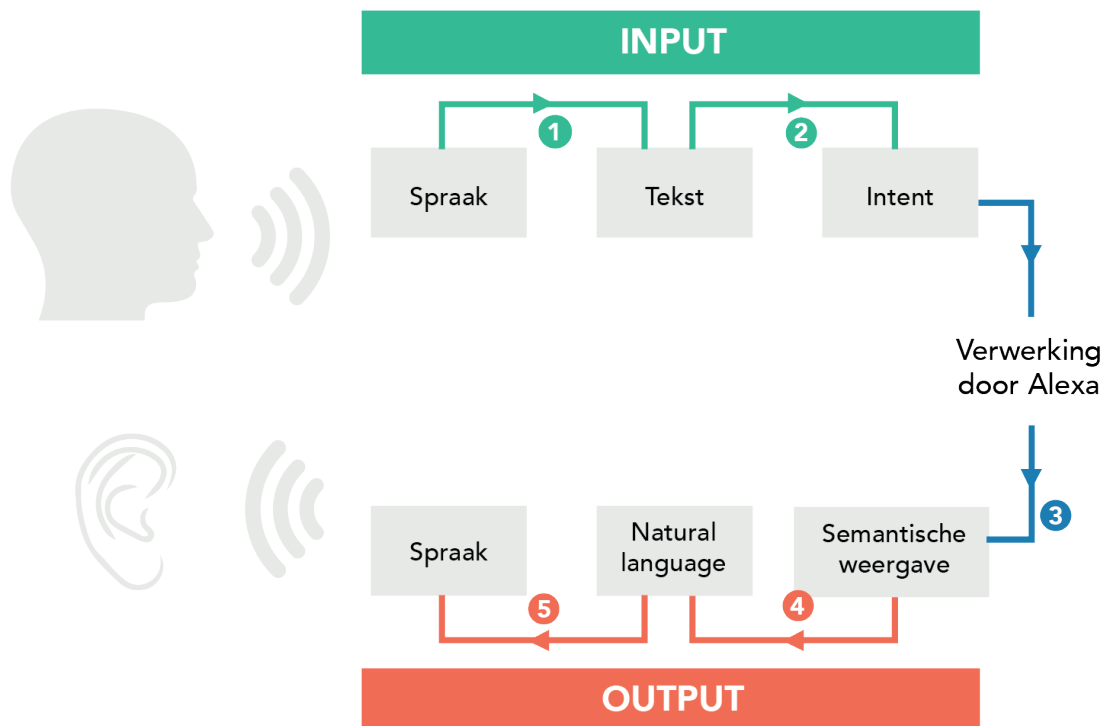 INPUT
1
2
Spraak
Tekst
Intent
Verwerking
door Alexa
3
Spraak
Natural
language
Semantische
weergave
5
4
OUTPUT